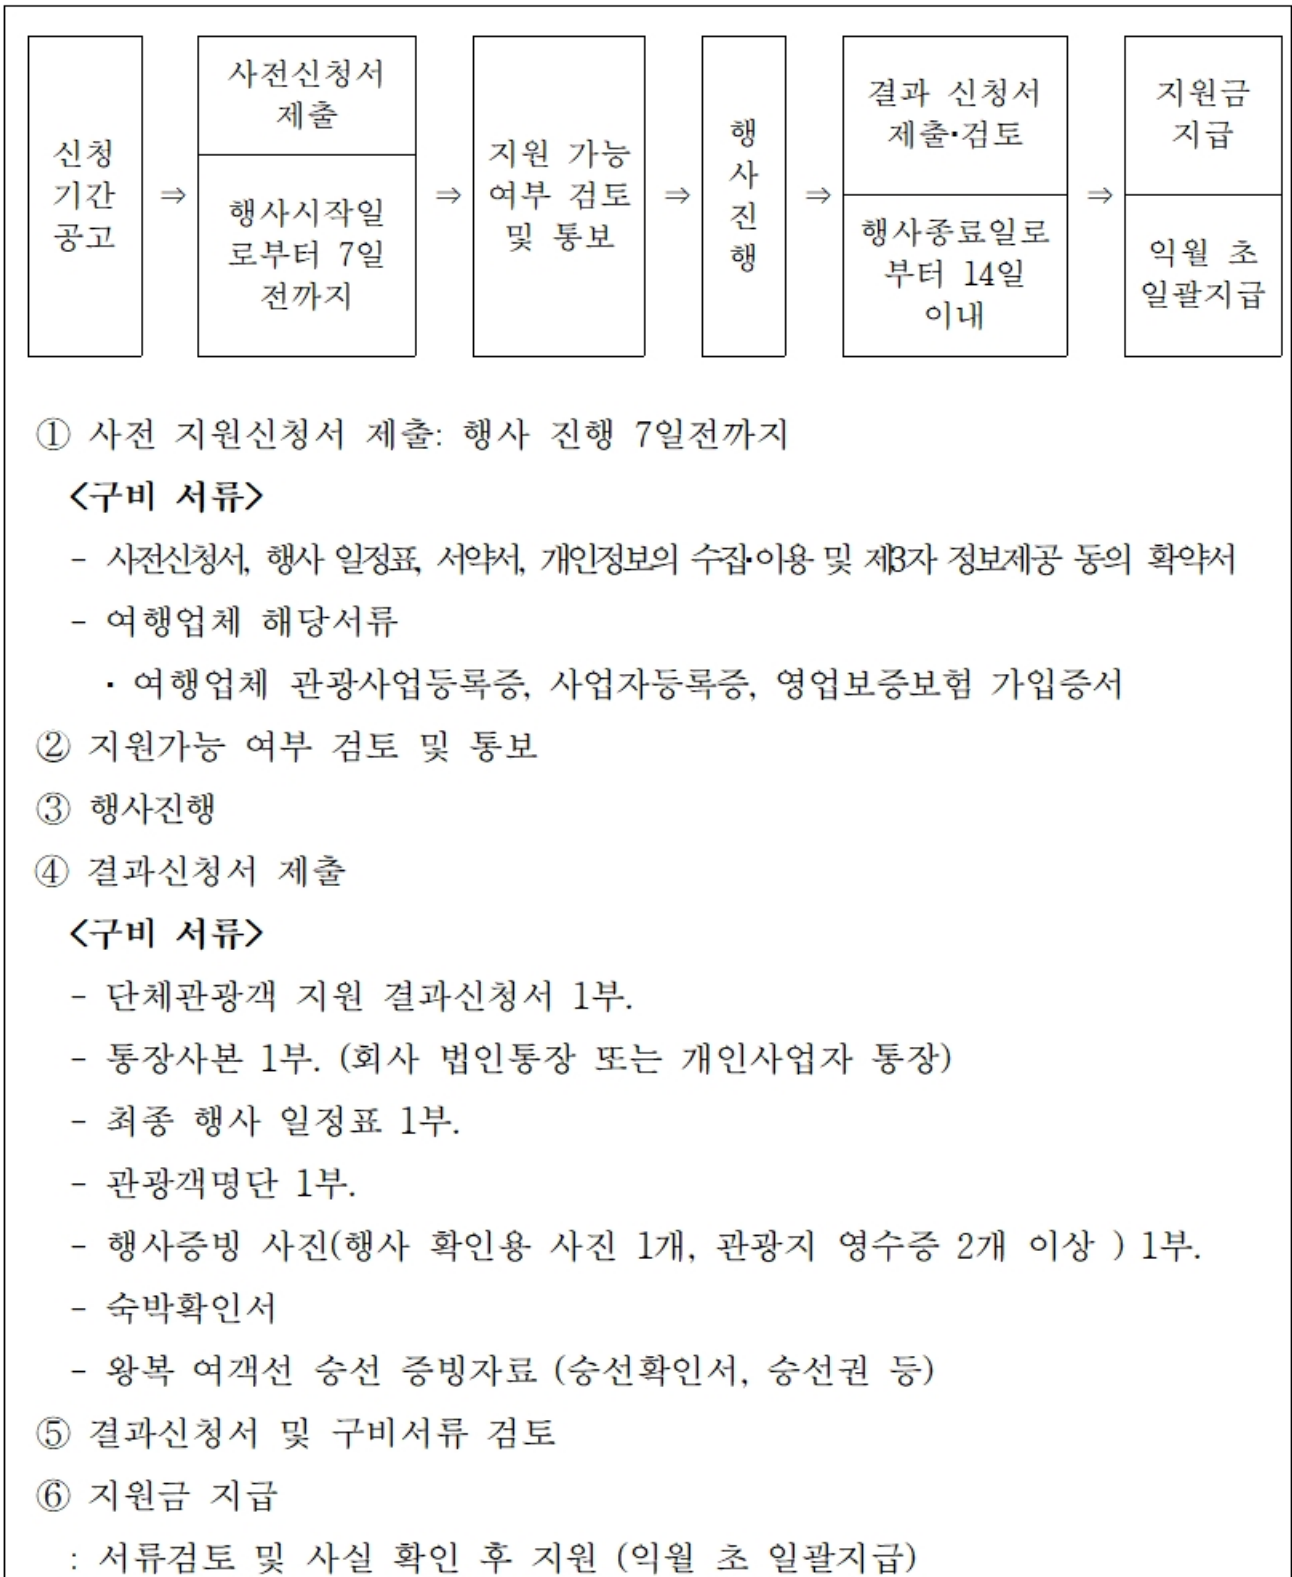 신청
기간
공고
⇒
사전신청서
제출
행사시작일
로부터 7일
전까지
⇒
지원 가능
여부 검토
및 통보
⇒
행
사
진
행
⇒
결과 신청서
제출·검토
행사종료일로
부터 14일
이내
⇒
지원금
지급
익월 초
일괄지급
① 사전 지원신청서 제출: 행사 진행 7일전까지
<구비 서류>
- 사전신청서, 행사 일정표, 서약서, 개인정보의 수집·이용 및 제3자 정보제공 동의 확약서
- 여행업체 해당서류
· 여행업체 관광사업등록증, 사업자등록증, 영업보증보험 가입증서
② 지원가능 여부 검토 및 통보
③ 행사진행
④ 결과신청서 제출
<구비 서류>
- 단체관광객 지원 결과신청서 1부.
- 통장사본 1부. (회사 법인통장 또는 개인사업자 통장)
- 최종 행사 일정표 1부.
- 관광객명단 1부.
- 행사증빙 사진(행사 확인용 사진 1개, 관광지 영수증 2개 이상 ) 1부.
- 숙박확인서
- 왕복 여객선 승선 증빙자료 (승선확인서, 승선권 등)
⑤ 결과신청서 및 구비서류 검토
⑥ 지원금 지급
: 서류검토 및 사실 확인 후 지원 (익월 초 일괄지급)